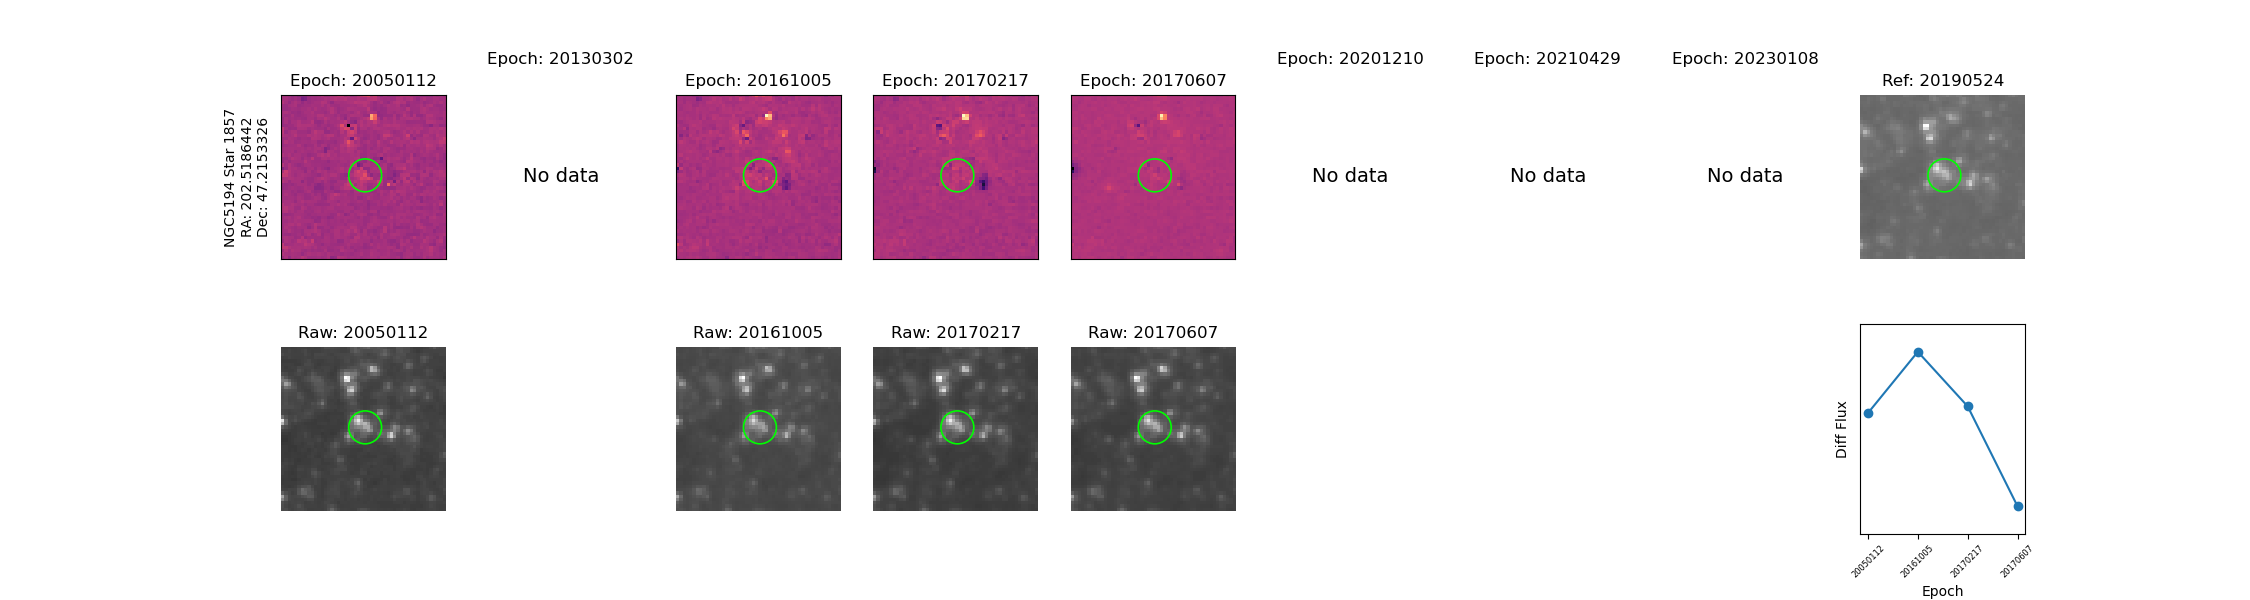 Epoch: 20130302
Epoch: 20201210
Epoch: 20210429
Epoch: 20230108
Epoch: 20050112
Epoch: 20161005
Epoch: 20170217
Epoch: 20170607
Ref: 20190524
NGC5194 Star 1857
RA: 202.5186442
Dec: 47.2153326
No data
No data
No data
No data
Raw: 20050112
Raw: 20161005
Raw: 20170217
Raw: 20170607
Diff Flux
20050112
20161005
20170217
20170607
Epoch